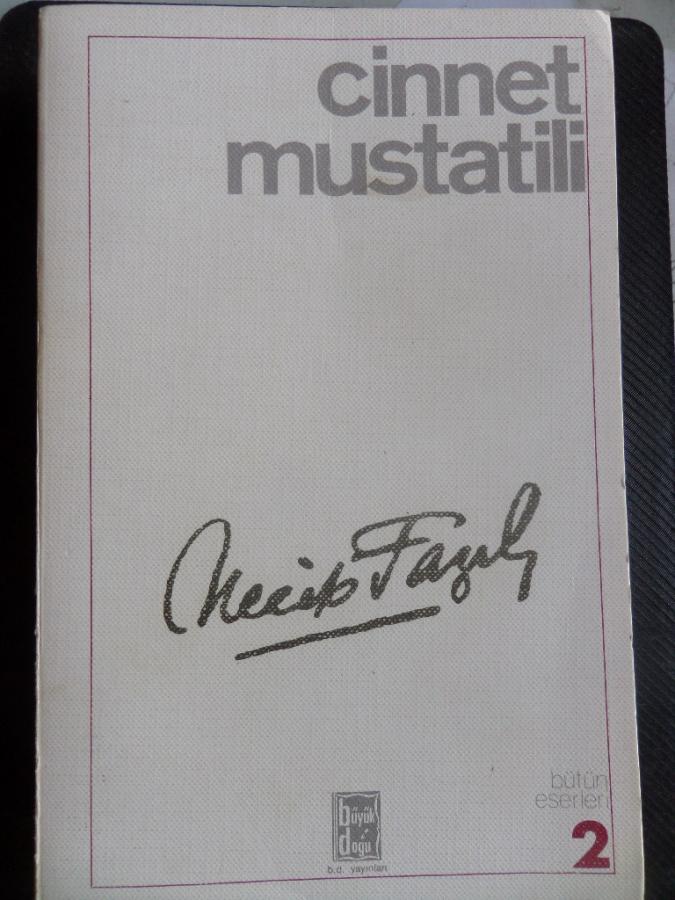 cinnet
mustatili
Necip Fazıl
bütün
eserleri
2
büyük
doğu
b.d. yayınları